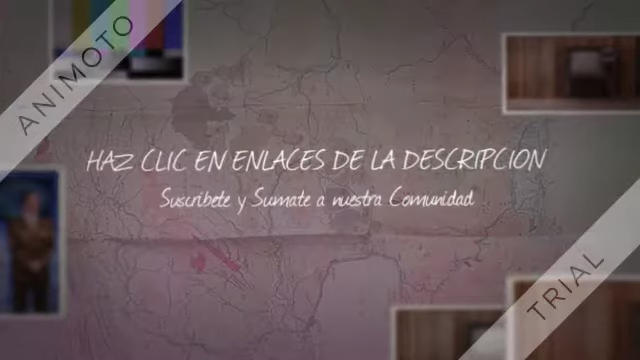 ANIMOTO
HAZ CLIC EN ENLACES DE LA DESCRIPCION
Suscribete y Sumate a nuestra Comunidad
TRIAL